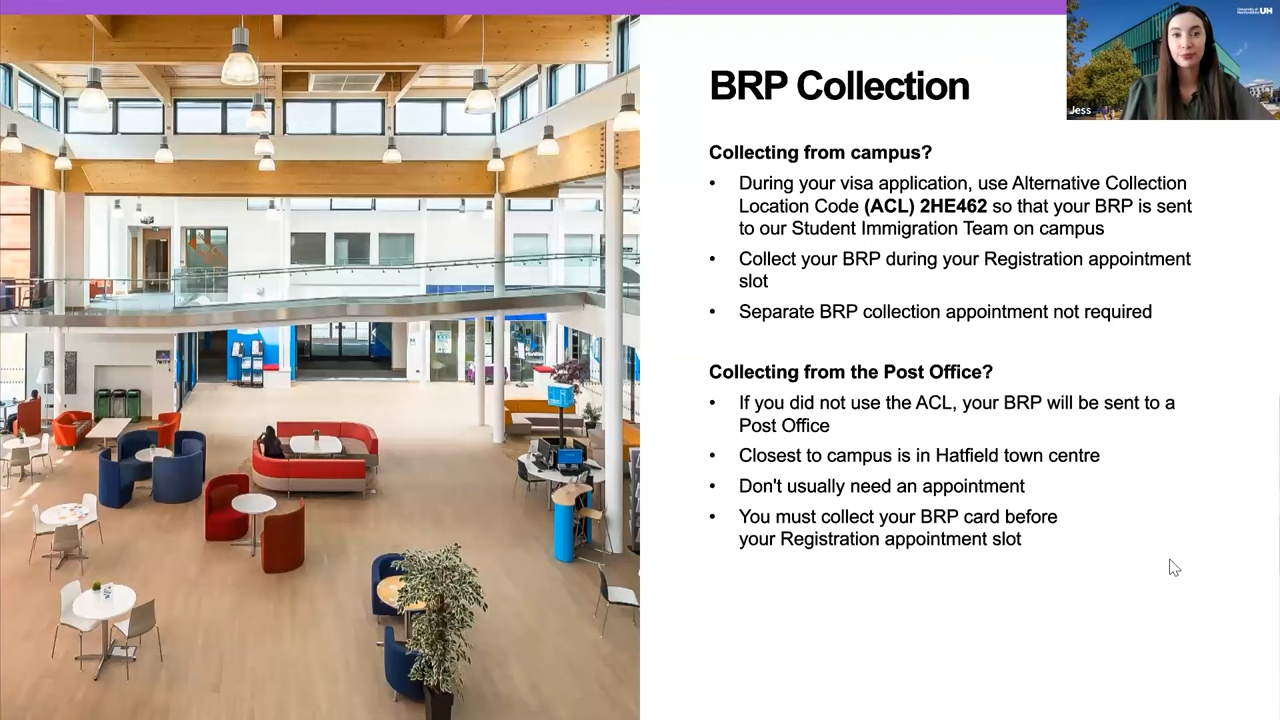 University of
Hertfordshire UH
BRP Collection
Jess
Collecting from campus?
• During your visa application, use Alternative Collection
Location Code (ACL) 2HE462 so that your BRP is sent
to our Student Immigration Team on campus
• Collect your BRP during your Registration appointment
slot
• Separate BRP collection appointment not required
Collecting from the Post Office?
• If you did not use the ACL, your BRP will be sent to a
Post Office
• Closest to campus is in Hatfield town centre
• Don't usually need an appointment
• You must collect your BRP card before
your Registration appointment slot